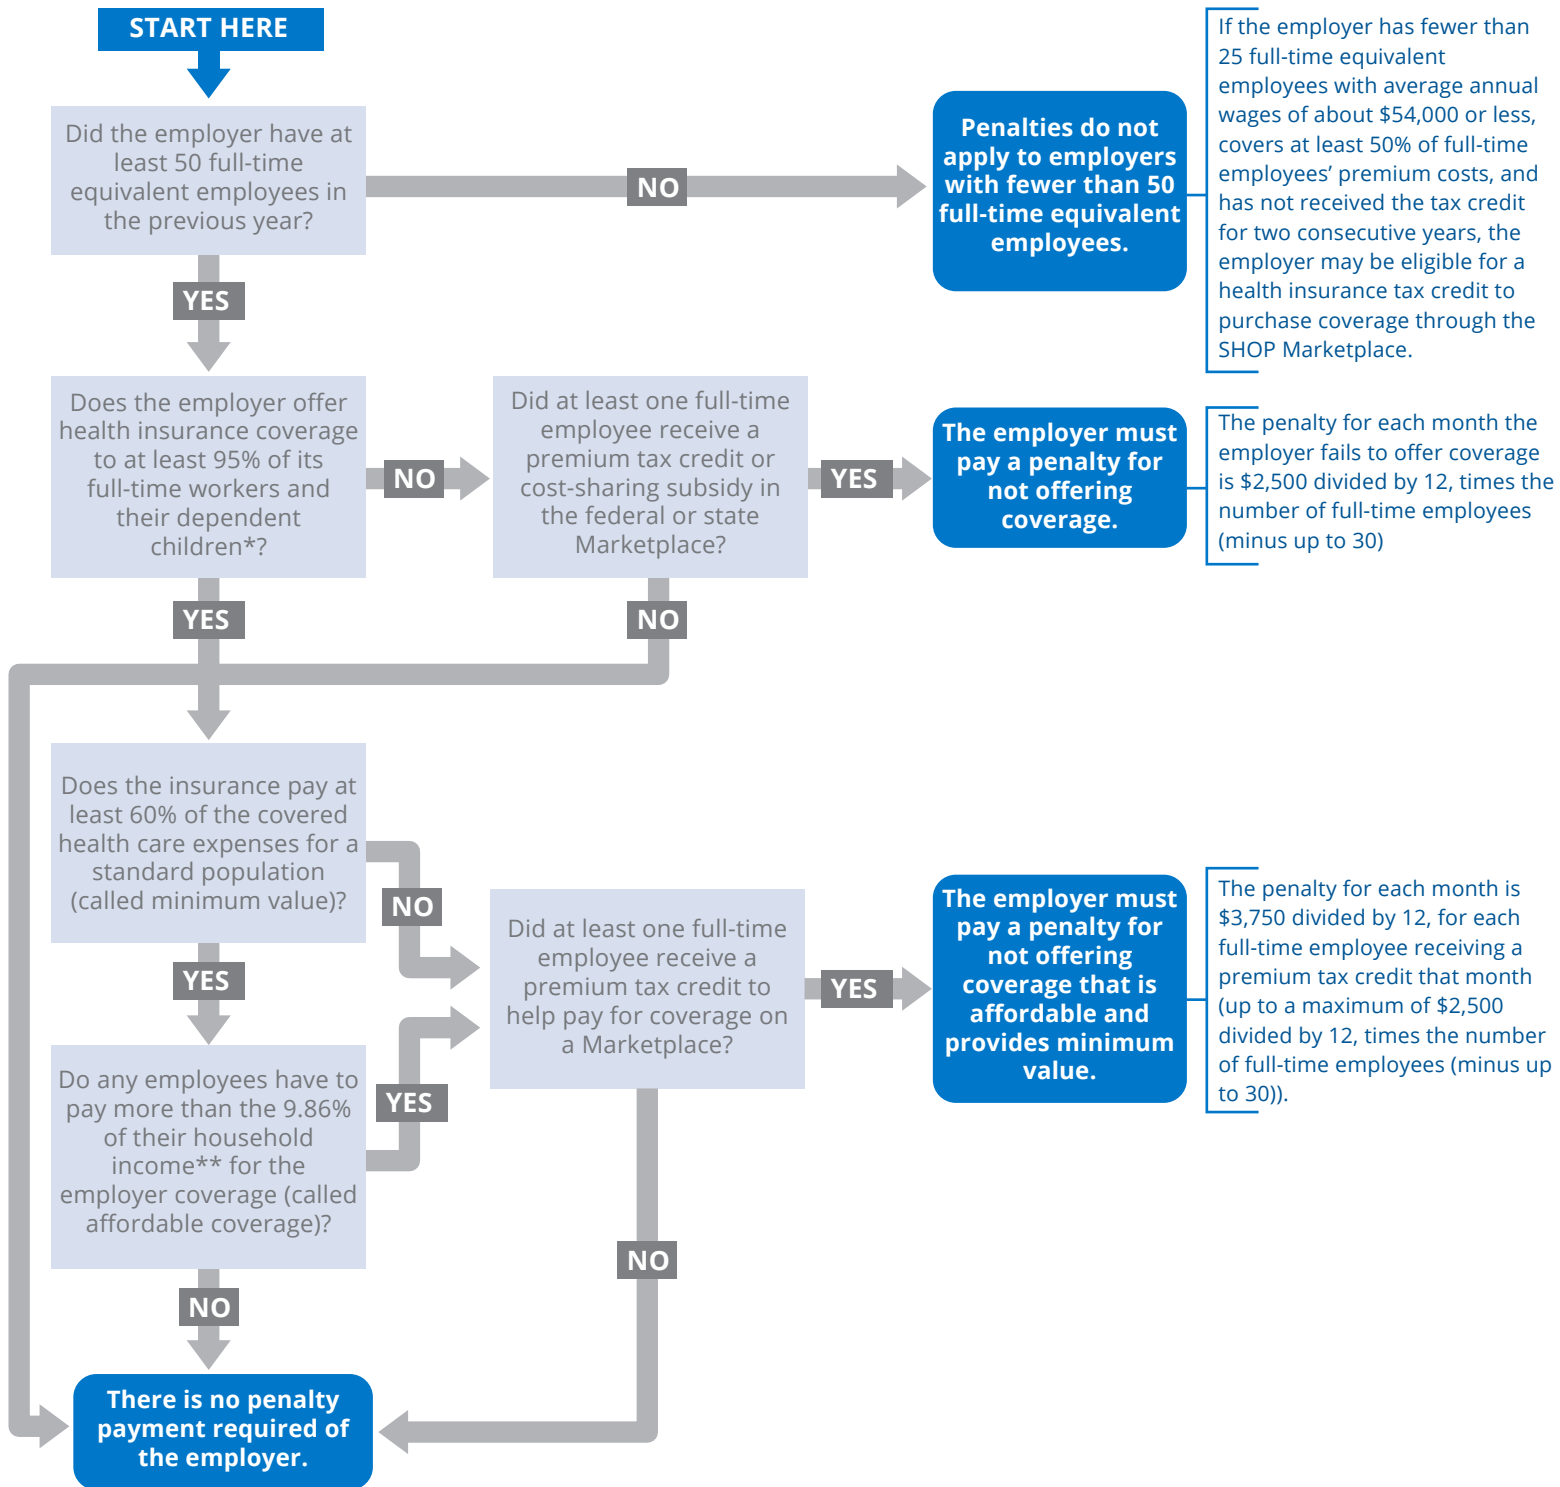 START HERE
Did the employer have at
least 50 full-time
equivalent employees in
the previous year?
NO
Penalties do not
apply to employers
with fewer than 50
full-time equivalent
employees.
If the employer has fewer than
25 full-time equivalent
employees with average annual
wages of about $54,000 or less,
covers at least 50% of full-time
employees’ premium costs, and
has not received the tax credit
for two consecutive years, the
employer may be eligible for a
health insurance tax credit to
purchase coverage through the
SHOP Marketplace.
YES
Does the employer offer
health insurance coverage
to at least 95% of its
full-time workers and
their dependent
children*?
NO
Did at least one full-time
employee receive a
premium tax credit or
cost-sharing subsidy in
the federal or state
Marketplace?
YES
The employer must
pay a penalty for
not offering
coverage.
The penalty for each month the
employer fails to offer coverage
is $2,500 divided by 12, times the
number of full-time employees
(minus up to 30)
YES
NO
Does the insurance pay at
least 60% of the covered
health care expenses for a
standard population
(called minimum value)?
NO
YES
Did at least one full-time
employee receive a
premium tax credit to
help pay for coverage on
a Marketplace?
YES
The employer must
pay a penalty for
not offering
coverage that is
affordable and
provides minimum
value.
The penalty for each month is
$3,750 divided by 12, for each
full-time employee receiving a
premium tax credit that month
(up to a maximum of $2,500
divided by 12, times the number
of full-time employees (minus up
to 30)).
Do any employees have to
pay more than the 9.86%
of their household
income** for the
employer coverage (called
affordable coverage)?
YES
NO
NO
There is no penalty
payment required of
the employer.